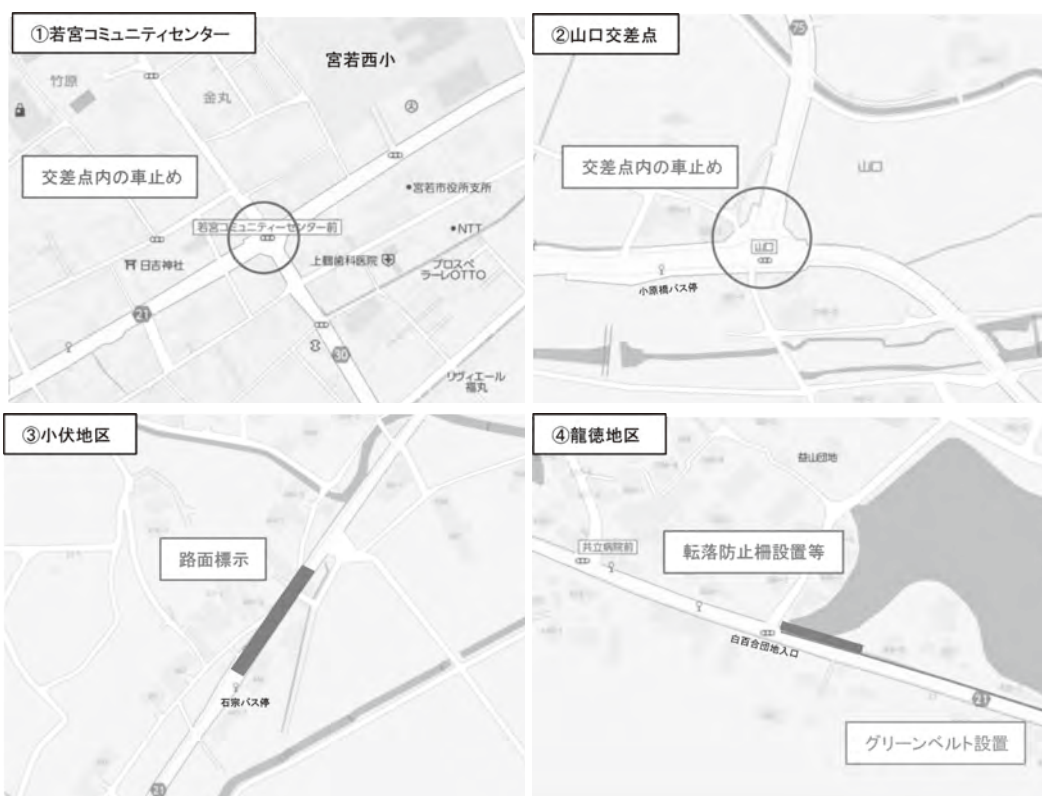 ①若宮コミュニティセンター
宮若西小
竹原
金丸
交差点内の車止め
宮若市役所支所
若宮コミュニティーセンター前
NTT
日吉神社
上鶴歯科医院
プロスペ
ラーレOTTO
21
30
リヴィエール
福丸
②山口交差点
75
交差点内の車止め
山口
山口
小原橋バス停
③小伏地区
路面標示
石宗バス停
21
④龍徳地区
益山団地
共立病院前
転落防止柵設置等
白百合団地入口
21
グリーンベルト設置